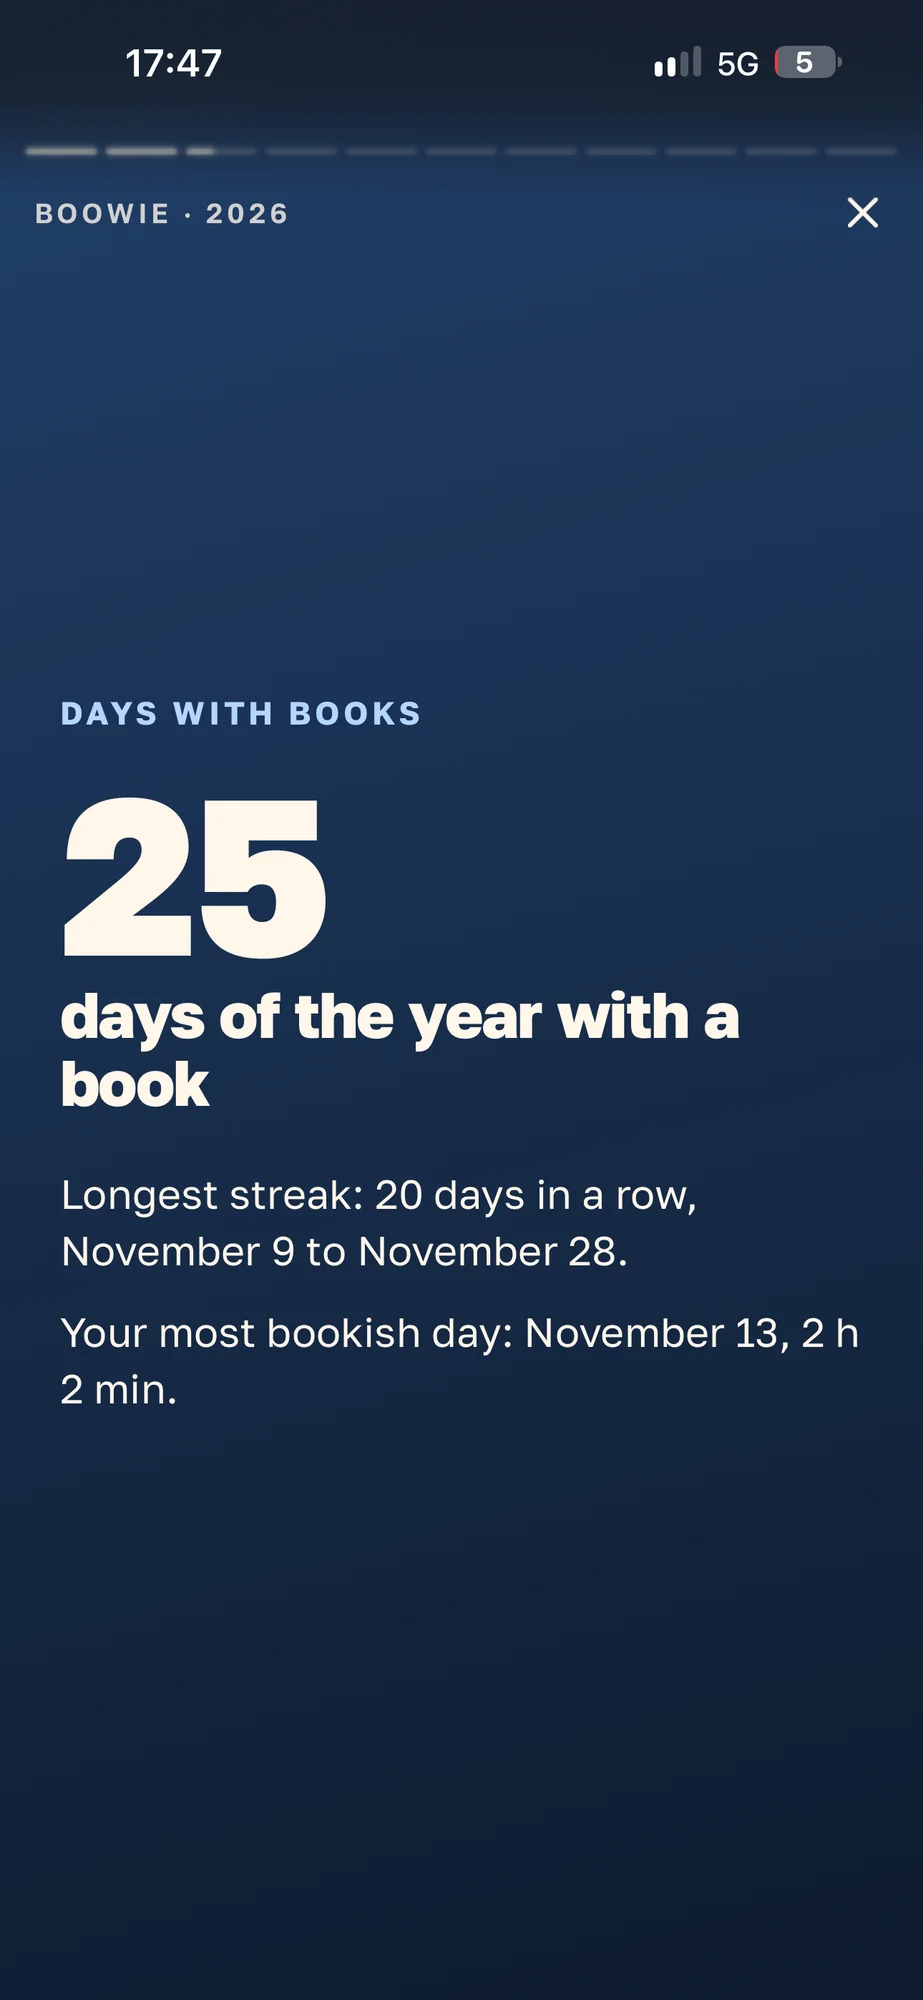 17:47
5G
5
BOOWIE · 2026
DAYS WITH BOOKS
25
days of the year with a
book
Longest streak: 20 days in a row,
November 9 to November 28.
Your most bookish day: November 13, 2 h
2 min.